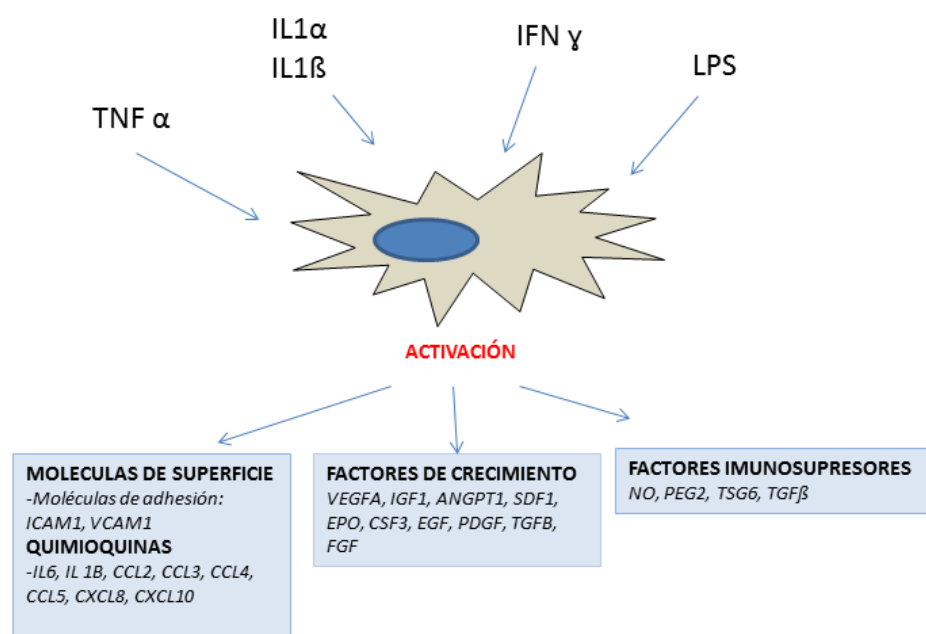 IL1α
IL1ß
IFN ɣ
LPS
TNF α
ACTIVACIÓN
MOLECULAS DE SUPERFICIE
-Moléculas de adhesión:
ICAM1, VCAM1
QUIMIOQUINAS
-IL6, IL 1B, CCL2, CCL3, CCL4,
CCL5, CXCL8, CXCL10
FACTORES DE CRECIMIENTO
VEGFA, IGF1, ANGPT1, SDF1,
EPO, CSF3, EGF, PDGF, TGFB,
FGF
FACTORES IMUNOSUPRESORES
NO, PEG2, TSG6, TGFβ